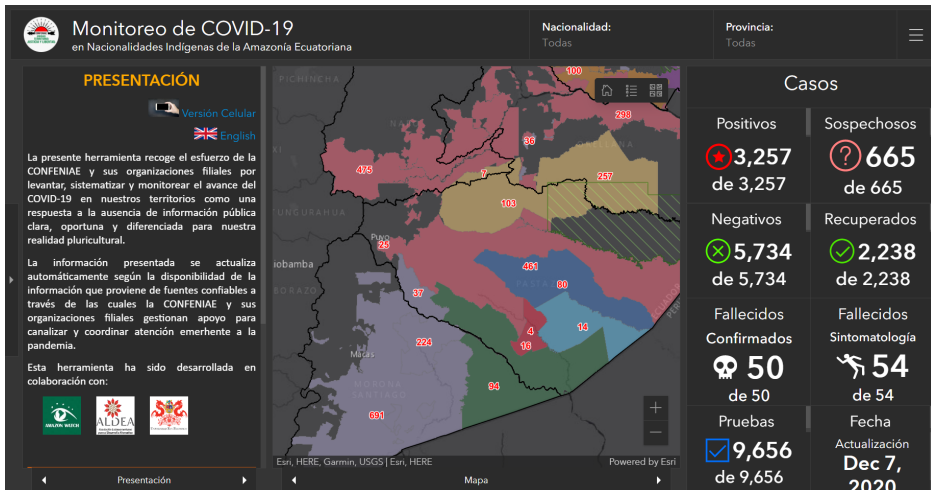 Monitoreo de COVID-19
en Nacionalidades Indígenas de la Amazonía Ecuatoriana
Nacionalidad:
Todas
Provincia:
Todas
PRESENTACIÓN
Versión Celular
English
La presente herramienta recoge el esfuerzo de la
CONFENIAE y sus organizaciones filiales por
levantar, sistematizar y monitorear el avance del
COVID-19 en nuestros territorios como una
respuesta a la ausencia de información pública
clara, oportuna y diferenciada para nuestra
realidad pluricultural.
La información presentada se actualiza
automáticamente según la disponibilidad de la
información que proviene de fuentes confiables a
través de las cuales la CONFENIAE y sus
organizaciones filiales gestionan apoyo para
canalizar y coordinar atención emerhente a la
pandemia.
Esta herramienta ha sido desarrollada en
colaboración con:
AMAZON WATCH
ALDEA
Presentación
PICHINCHA
100
298
36
475
7
257
103
TUNGURAHUA
Puyo
25
iobamba
461
PASTAZA
80
37
14
4
16
224
Macas
94
MORONA
SANTIAGO
691
Esri, HERE, Garmin, USGS | Esri, HERE
Powered by Esri
Mapa
Casos
Positivos
3,257
de 3,257
Sospechosos
665
de 665
Negativos
5,734
de 5,734
Recuperados
2,238
de 2,238
Fallecidos
Confirmados
50
de 50
Fallecidos
Sintomatología
54
de 54
Pruebas
9,656
de 9,656
Fecha
Actualización
Dec 7,
2020